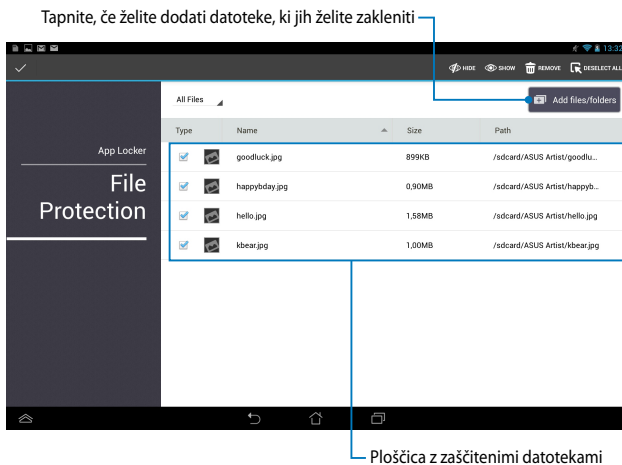 Tapnite, če želite dodati datoteke, ki jih želite zakleniti
13:32
HIDE SHOW REMOVE DESELECT ALL
All Files Add files/folders
Type Name Size Path
App Locker
File
Protection
goodluck.jpg 899KB /sdcard/ASUS Artist/goodlu...
happybday.jpg 0,90MB /sdcard/ASUS Artist/happyb...
hello.jpg 1,58MB /sdcard/ASUS Artist/hello.jpg
kbear.jpg 1,00MB /sdcard/ASUS Artist/kbear.jpg
Ploščica z zaščitenimi datotekami